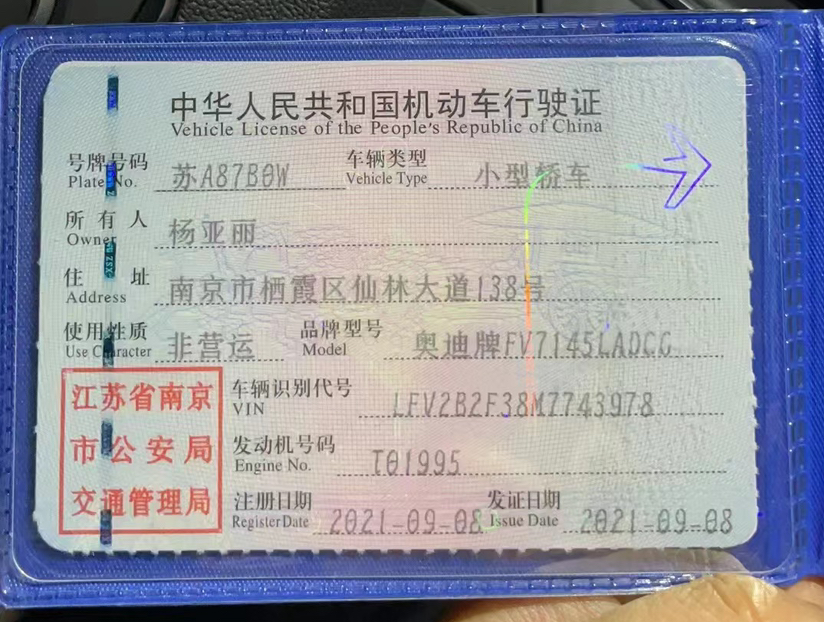 中华人民共和国机动车行驶证
Vehicle License of the People's Republic of China
号牌号码 苏A87B0W 车辆类型 小型轿车
Plate No. Vehicle Type
所有人 杨亚丽
Owner
住址 南京市栖霞区仙林大道138号
Address
使用性质 非营运 品牌型号 奥迪牌FV7145LADCG
Use Character Model
江苏省南京
市公安局
交通管理局
车辆识别代号 LFV2B2F38M7743978
VIN
发动机号码 T01995
Engine No.
注册日期 2021-09-08 发证日期 2021-09-08
Register Date Issue Date